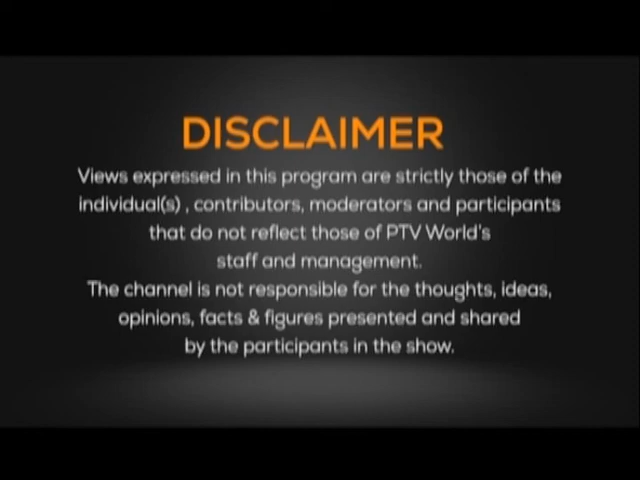 DISCLAIMER
Views expressed in this program are strictly those of the
individual(s) , contributors, moderators and participants
that do not reflect those of PTV World's
staff and management.
The channel is not responsible for the thoughts, ideas,
opinions, facts & figures presented and shared
by the participants in the show.